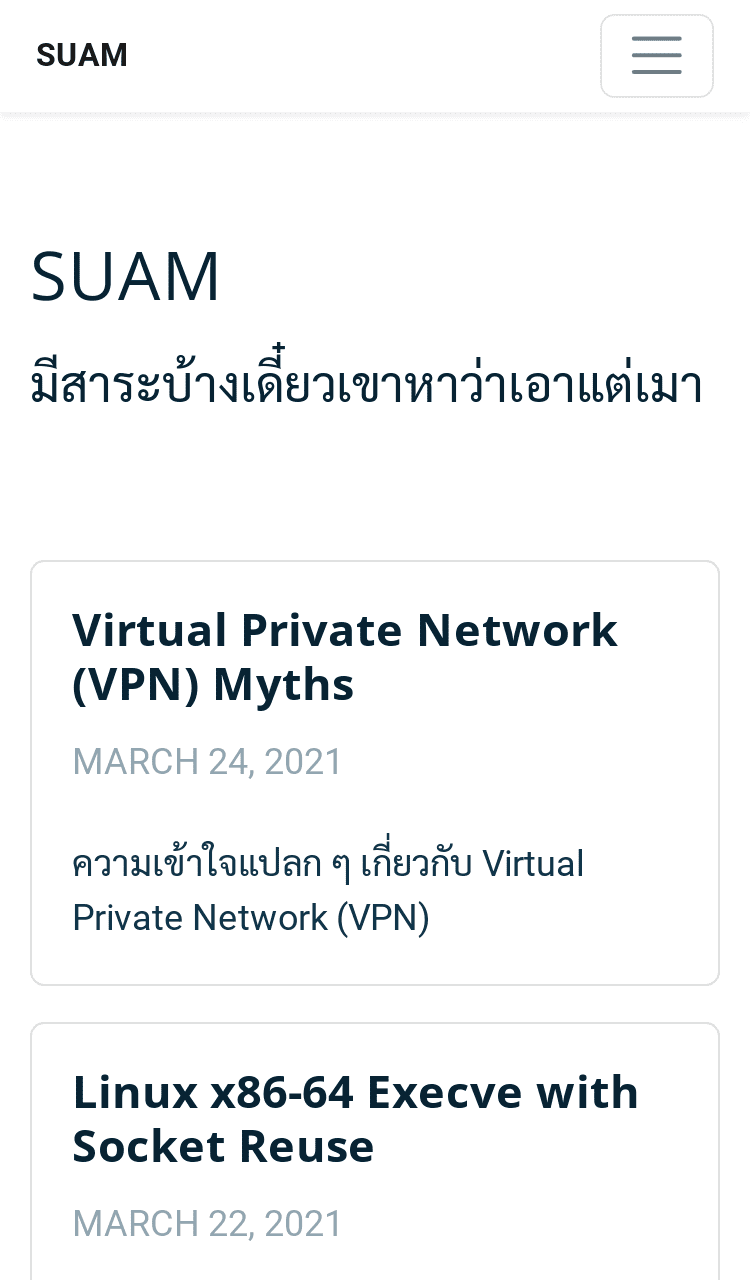 SUAM
SUAM
มีสาระบ้างเดี๋ยวเขาหาว่าเอาแต่เมา
Virtual Private Network
(VPN) Myths
MARCH 24, 2021
ความเข้าใจแปลก ๆ เกี่ยวกับ Virtual
Private Network (VPN)
Linux x86-64 Execve with
Socket Reuse
MARCH 22, 2021